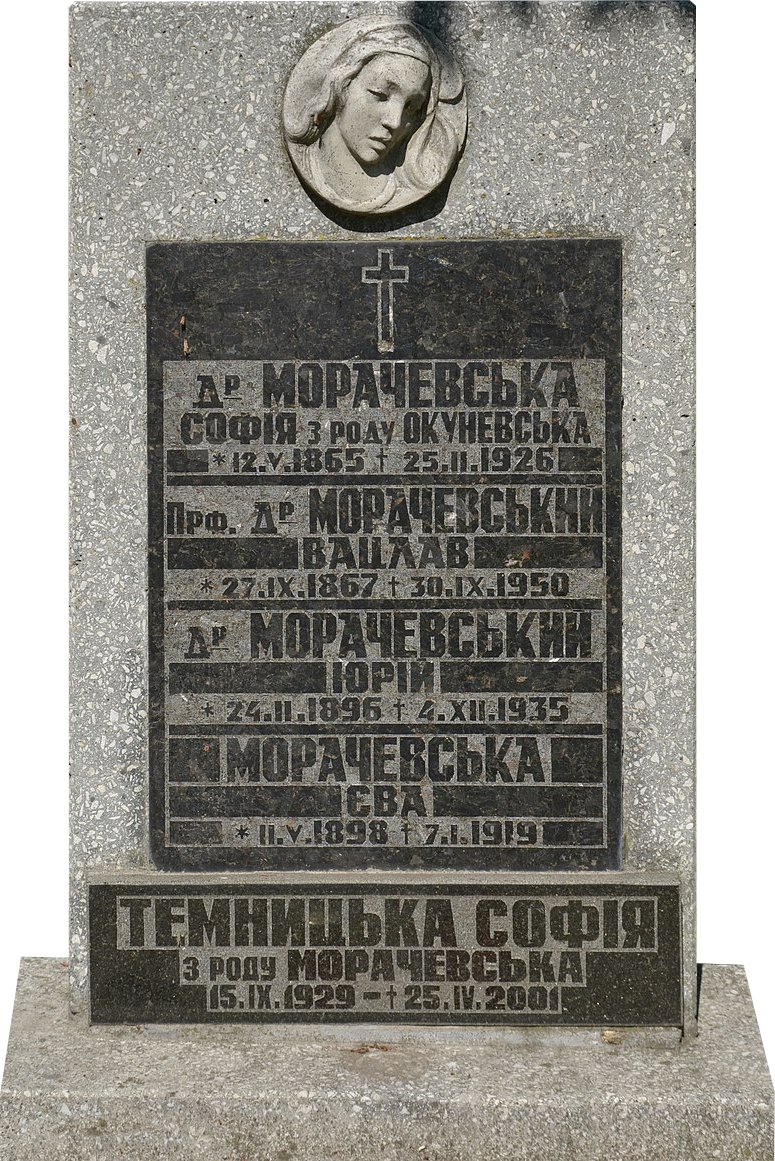 Др МОРАЧЕВСЬКА
СОФІЯ З РОДУ ОКУНЕВСЬКА
* 12.V.1865 † 25.II.1926
Прф. Др МОРАЧЕВСЬКИЙ
ВАЦЛАВ
* 27.IX.1867 † 30.IX.1950
Др МОРАЧЕВСЬКИЙ
ЮРІЙ
* 24.II.1896 † 4.XII.1935
МОРАЧЕВСЬКА
ЄВА
* 11.V.1898 † 7.I.1919
ТЕМНИЦЬКА СОФІЯ
З РОДУ МОРАЧЕВСЬКА
15.IX.1929 – † 25.IV.2001